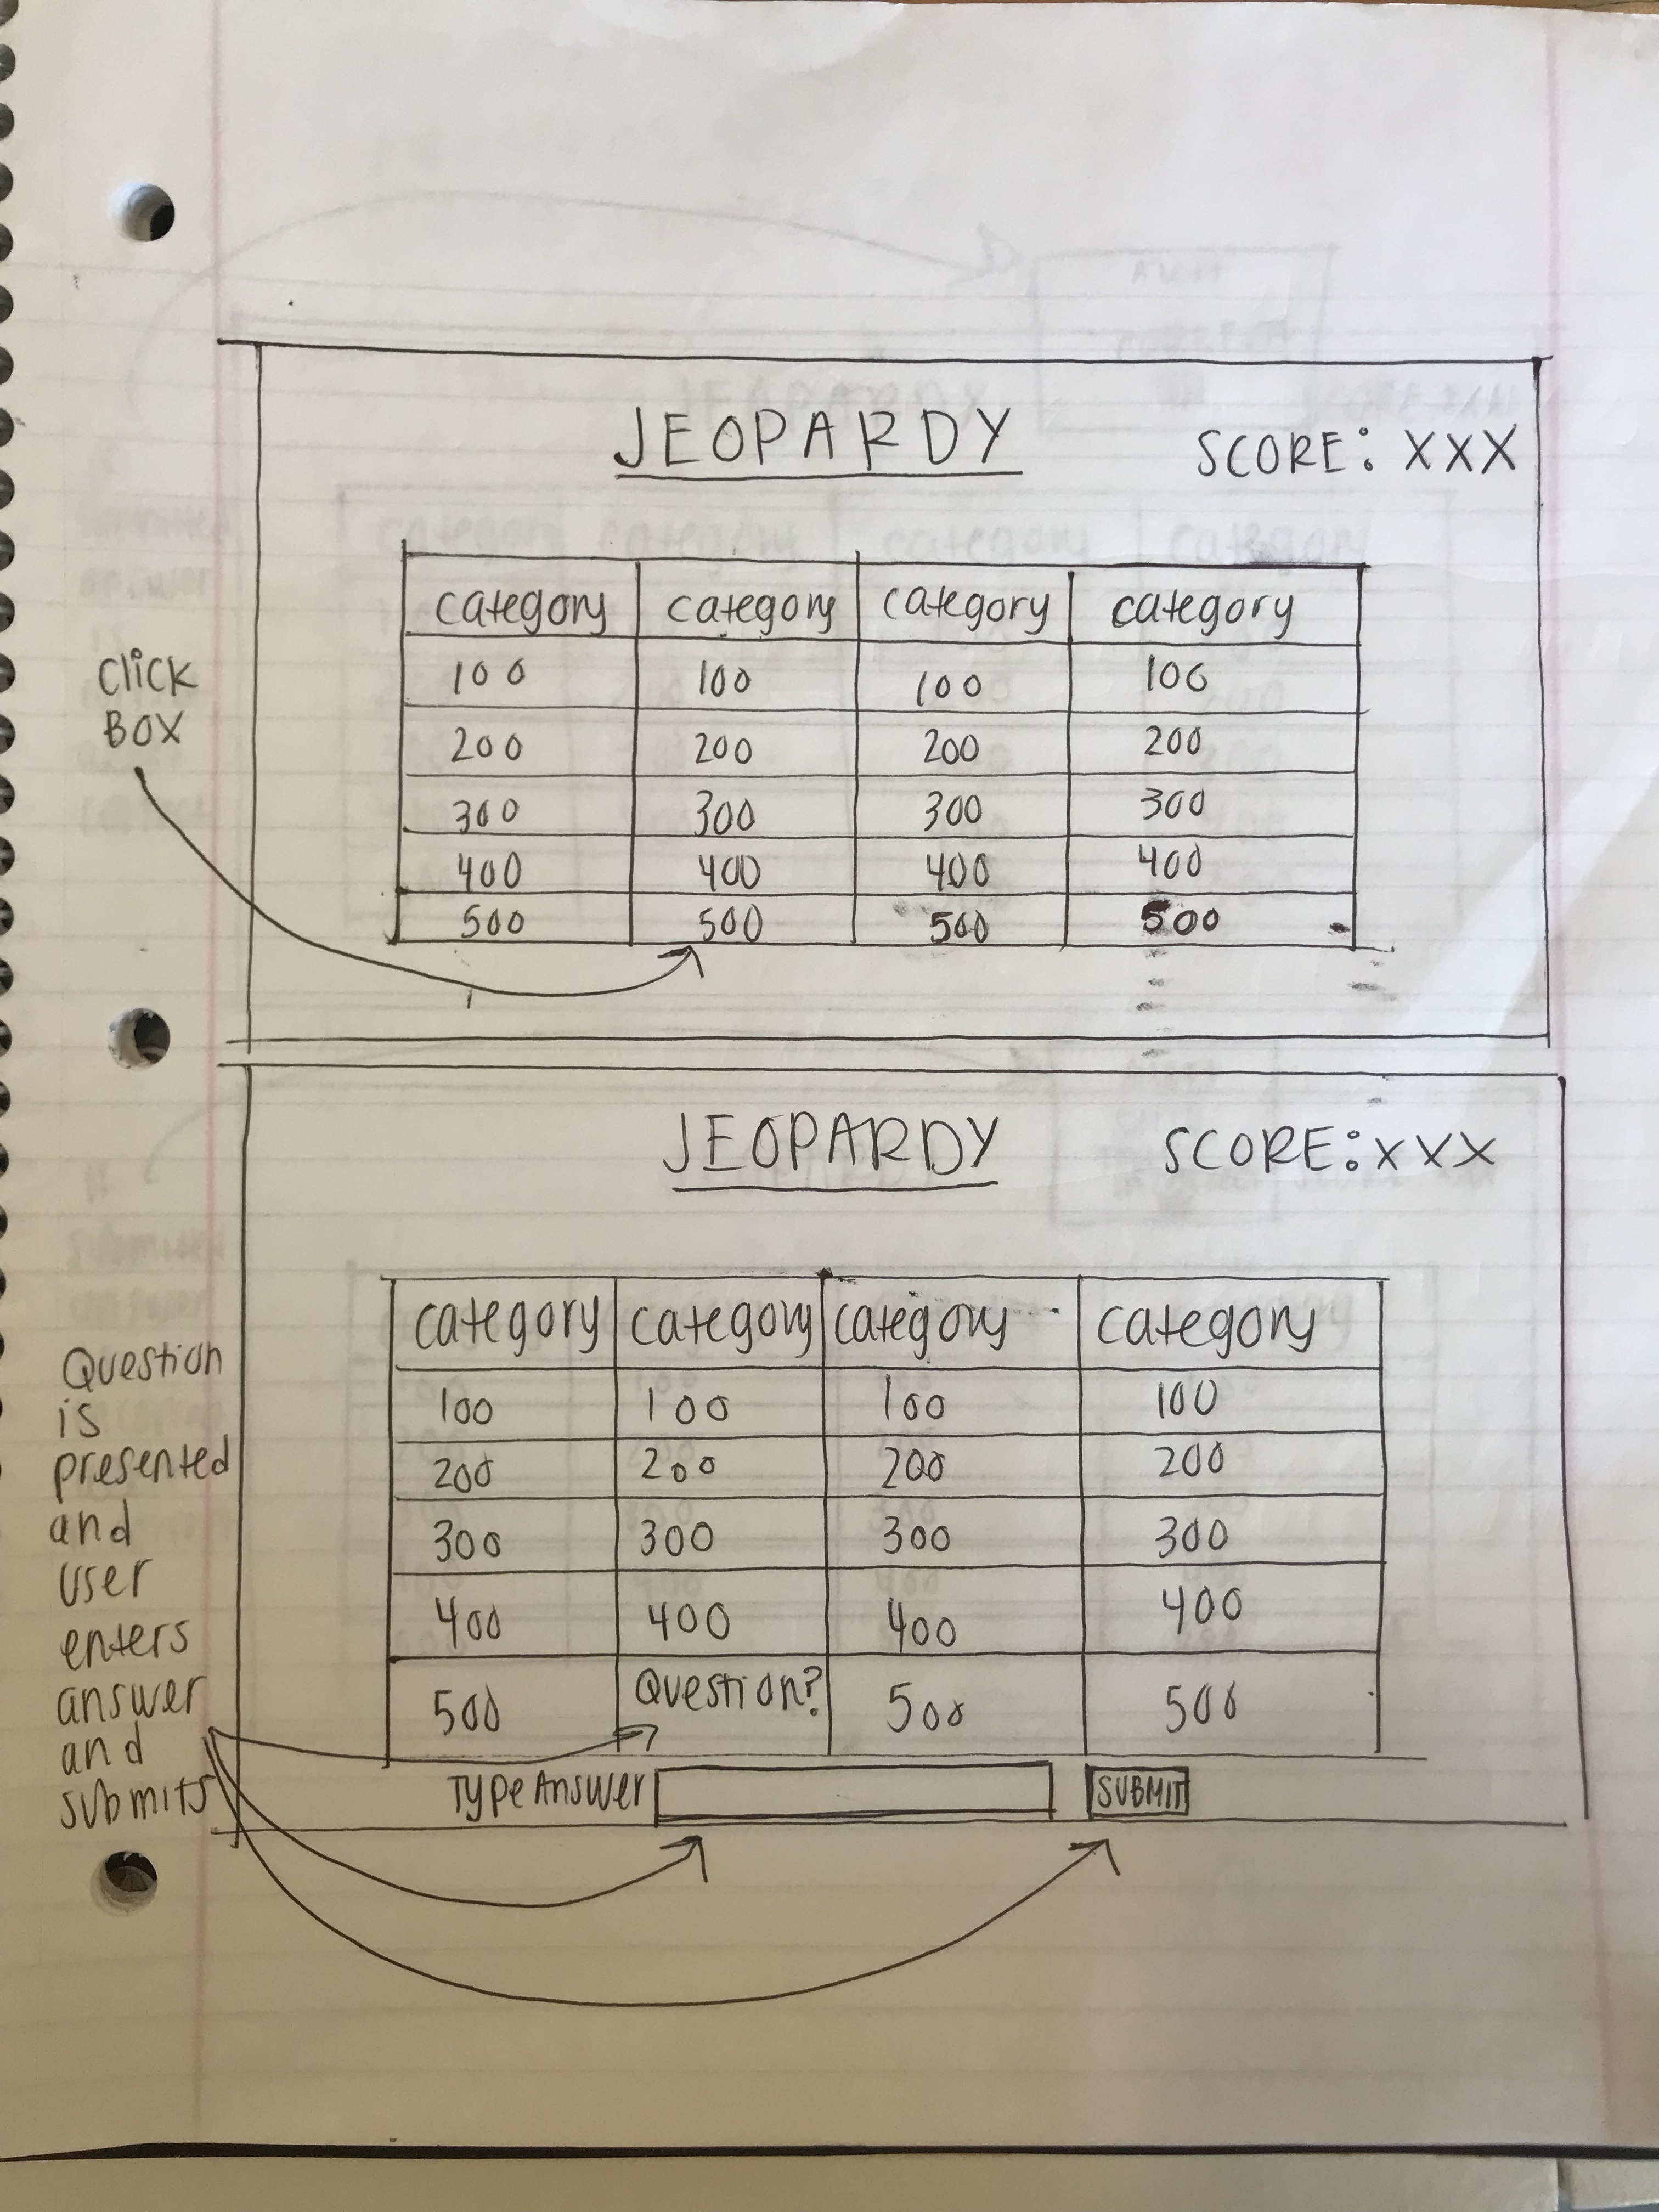 JEOPARDY SCORE: XXX
category category category category
100 100 100 100
200 200 200 200
300 300 300 300
400 400 400 400
500 500 500 500
click
BOX
JEOPARDY SCORE: XXX
category category category category
100 100 100 100
200 200 200 200
300 300 300 300
400 400 400 400
500 Question? 500 500
Type Answer SUBMIT
Question
is
presented
and
user
enters
answer
and
submits